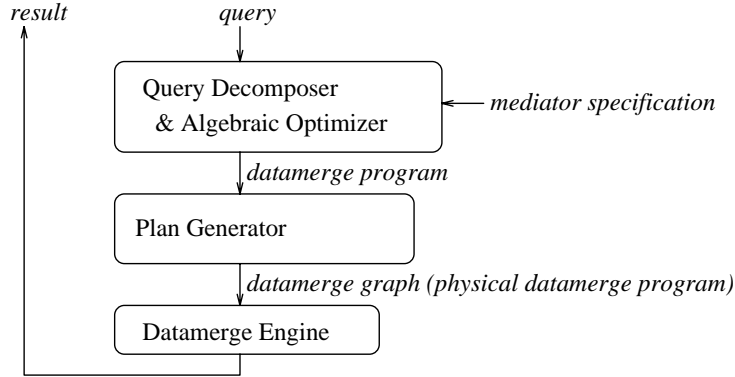 result
query
Query Decomposer
& Algebraic Optimizer
mediator specification
datamerge program
Plan Generator
datamerge graph (physical datamerge program)
Datamerge Engine